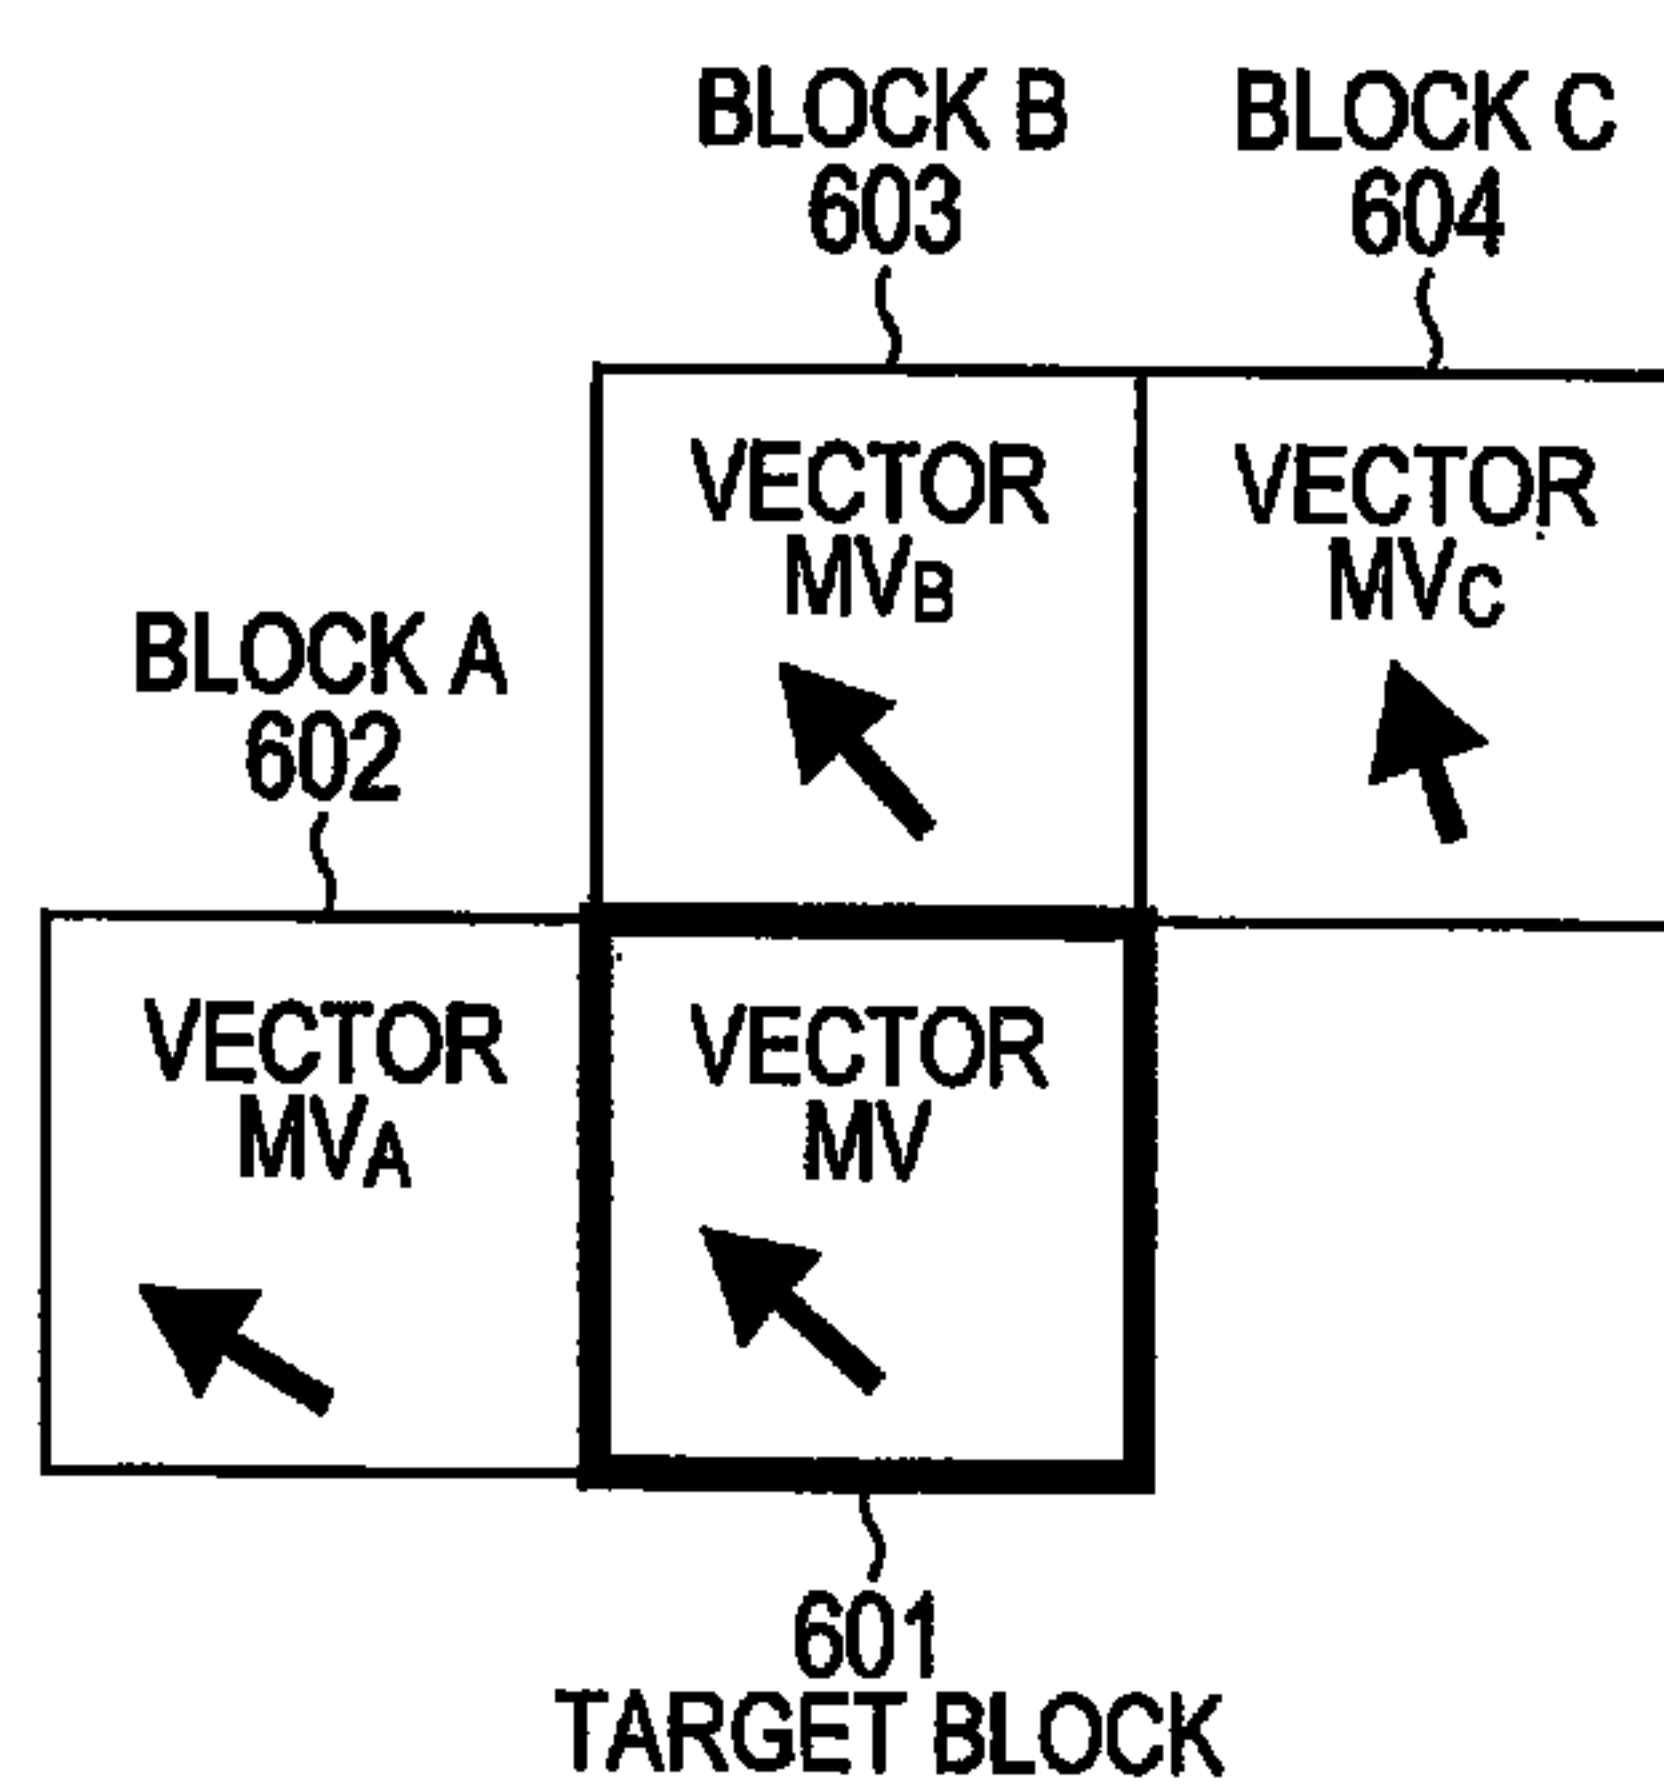 BLOCK B
603
BLOCK C
604
VECTOR
MVB
VECTOR
MVC
BLOCK A
602
VECTOR
MVA
VECTOR
MV
601
TARGET BLOCK